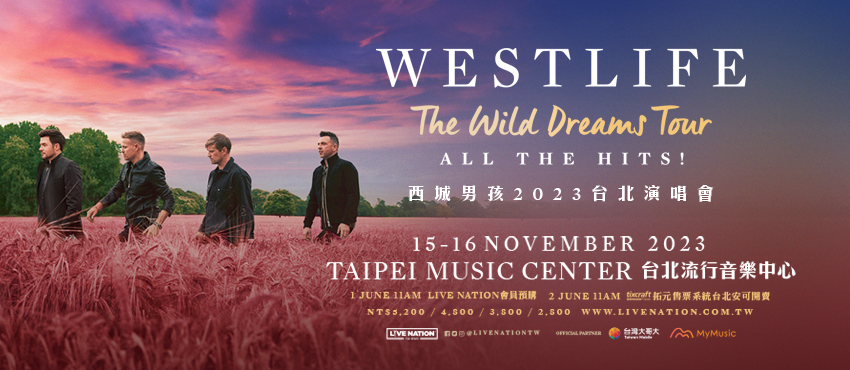 WESTLIFE
The Wild Dreams Tour
ALL THE HITS!
西城男孩2023台北演唱會
15-16 NOVEMBER 2023
TAIPEI MUSIC CENTER 台北流行音樂中心
1 JUNE 11AM LIVE NATION會員預購 2 JUNE 11AM tixcraft 拓元售票系統台北安可開賣
NT$5,200 / 4,800 / 3,800 / 2,800 WWW.LIVENATION.COM.TW
LIVE NATION @LIVENATIONTW OFFICIAL PARTNER 台灣大哥大 Taiwan Mobile MyMusic